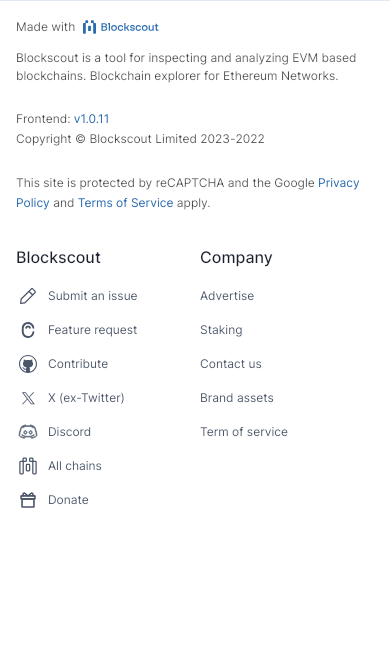 Made with Blockscout
Blockscout is a tool for inspecting and analyzing EVM based
blockchains. Blockchain explorer for Ethereum Networks.
Frontend: v1.0.11
Copyright © Blockscout Limited 2023-2022
This site is protected by reCAPTCHA and the Google Privacy
Policy and Terms of Service apply.
Blockscout
Submit an issue
Feature request
Contribute
X (ex-Twitter)
Discord
All chains
Donate
Company
Advertise
Staking
Contact us
Brand assets
Term of service